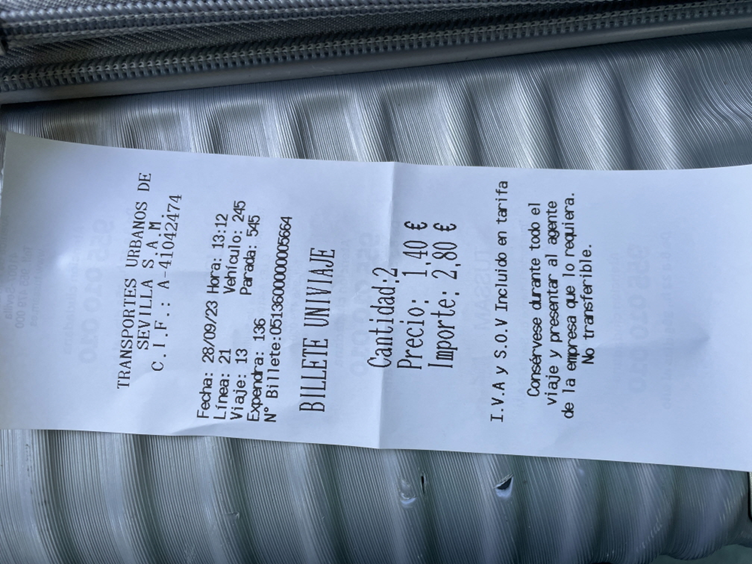 TRANSPORTES URBANOS DE
SEVILLA S.A.M.
C.I.F.: A-41042474
Fecha: 28/09/23 Hora: 13:12
Línea: 21 Vehículo: 245
Viaje: 13 Parada: 545
Expendra: 136
Nº Billete:05136000000005664
BILLETE UNIVIAJE
Cantidad:2
Precio: 1,40 €
Importe: 2,80 €
I.V.A y S.O.V Incluido en tarifa
Consérvese durante todo el
viaje y presentar al agente
de la empresa que lo requiera.
No transferible.